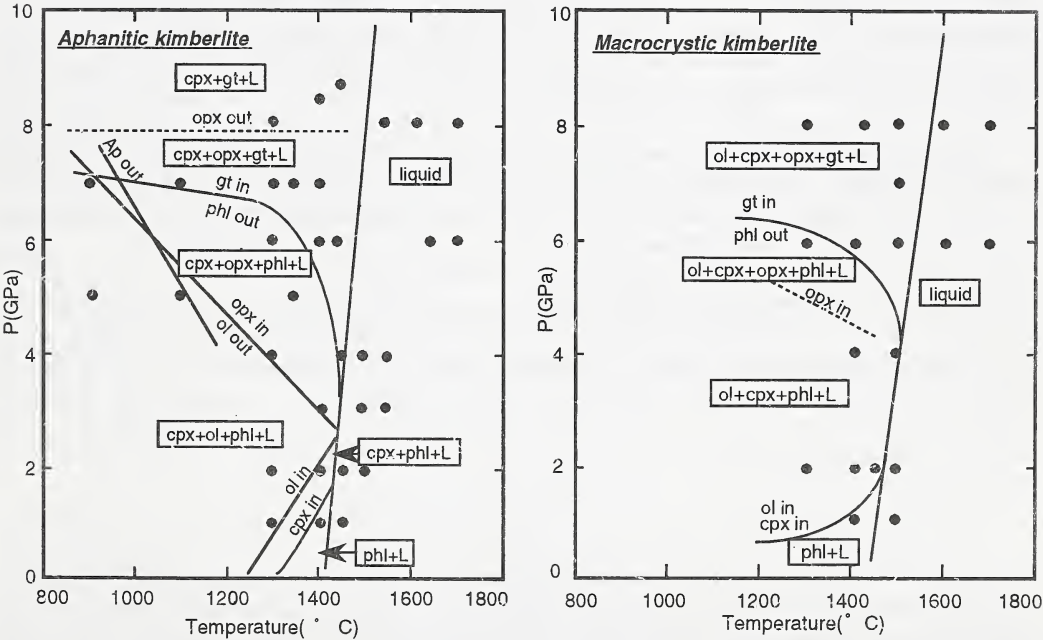 Aphanitic kimberlite
10
8
6
4
2
0
P(GPa)
cpx+gt+L
opx out
cpx+opx+gt+L
Ap out
gt in
phl out
liquid
cpx+opx+phl+L
opx in
ol out
cpx+ol+phl+L
cpx+phl+L
ol in
cpx in
phl+L
800 1000 1200 1400 1600 1800
Temperature( ° C)
Macrocrystic kimberlite
10
8
6
4
2
0
P(GPa)
ol+cpx+opx+gt+L
gt in
phl out
ol+cpx+opx+phl+L
opx in
liquid
ol+cpx+phl+L
ol in
cpx in
phl+L
800 1000 1200 1400 1600 1800
Temperature( ° C)